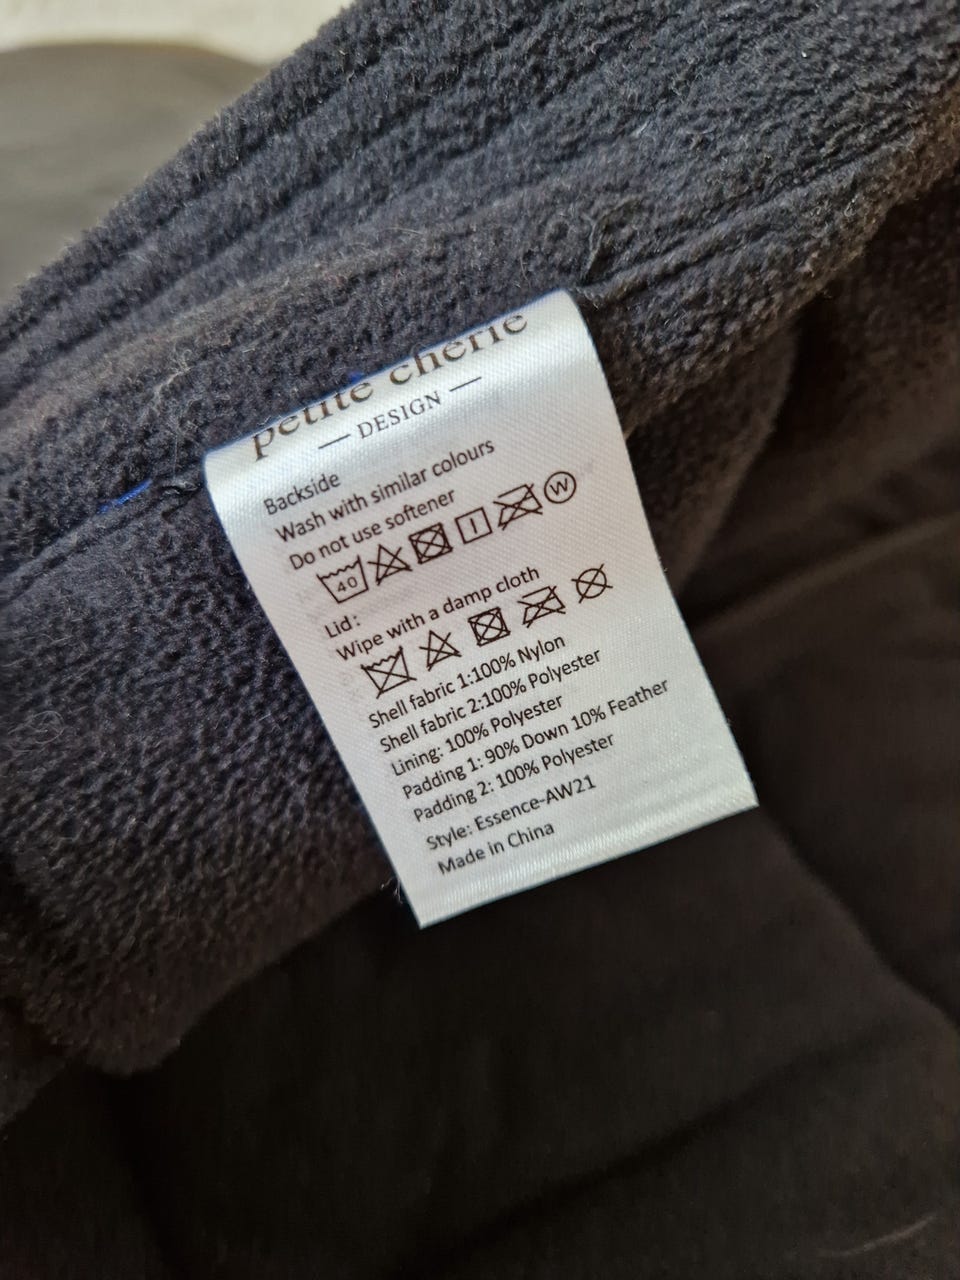 petite chérie
— DESIGN —
Backside
Wash with similar colours
Do not use softener
40 W
Lid:
Wipe with a damp cloth
Shell fabric 1:100% Nylon
Shell fabric 2:100% Polyester
Lining: 100% Polyester
Padding 1: 90% Down 10% Feather
Padding 2: 100% Polyester
Style: Essence-AW21
Made in China